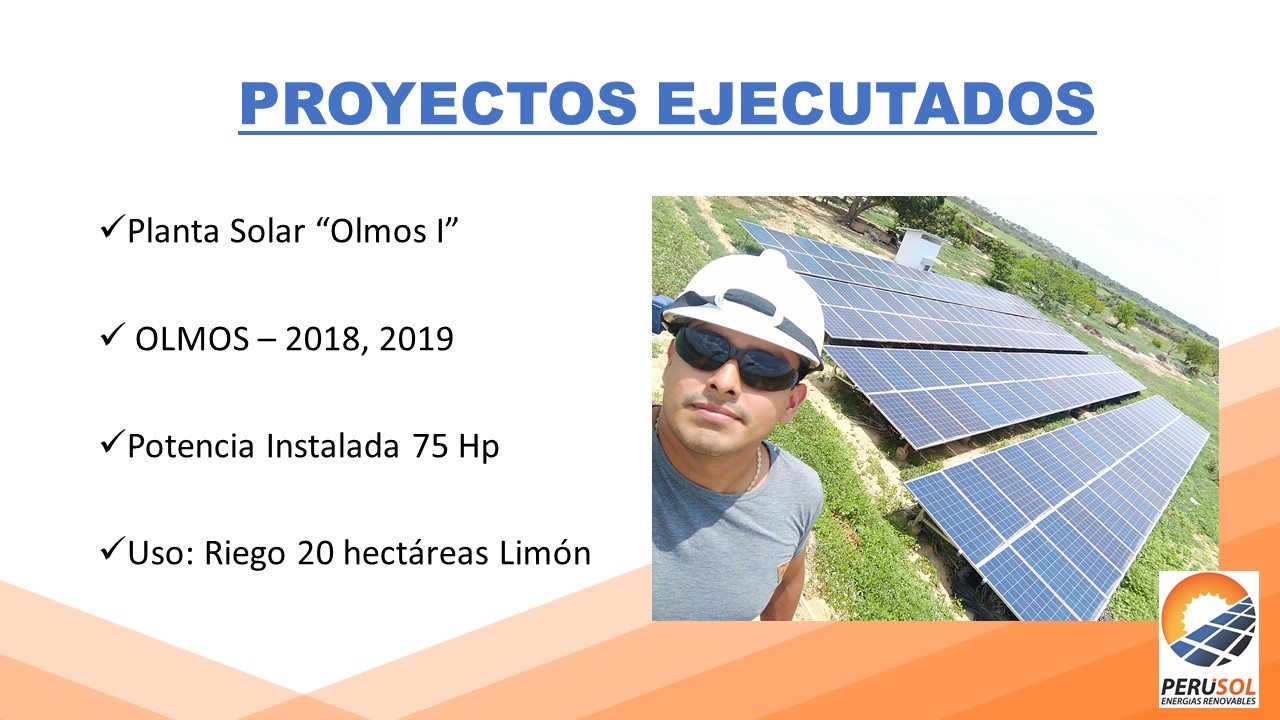 PROYECTOS EJECUTADOS
Planta Solar “Olmos I”
OLMOS – 2018, 2019
Potencia Instalada 75 Hp
Uso: Riego 20 hectáreas Limón
PERUSOL
ENERGIAS RENOVABLES